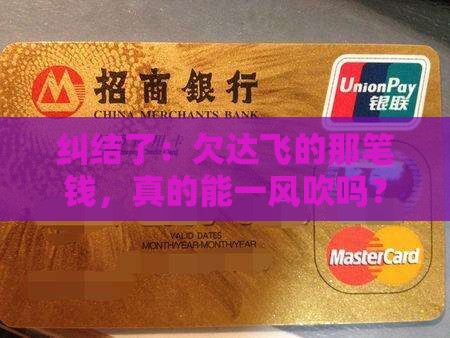 招商銀行
CHINA MERCHANTS BANK
UnionPay
银联
纠结了，欠达飞的那笔
钱，真的能一风吹吗？
VALID DATES
MONTH/YEAR-MONTH/YEAR
MasterCard